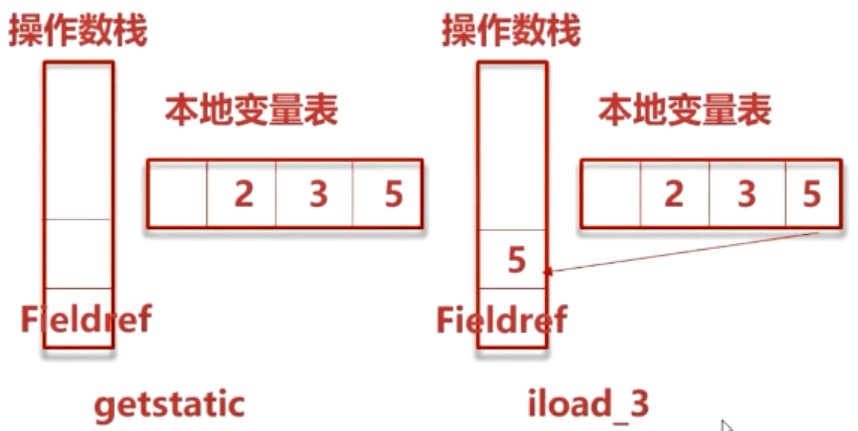 操作数栈
本地变量表
2 3 5
Fieldref
getstatic
操作数栈
本地变量表
2 3 5
5
Fieldref
iload_3